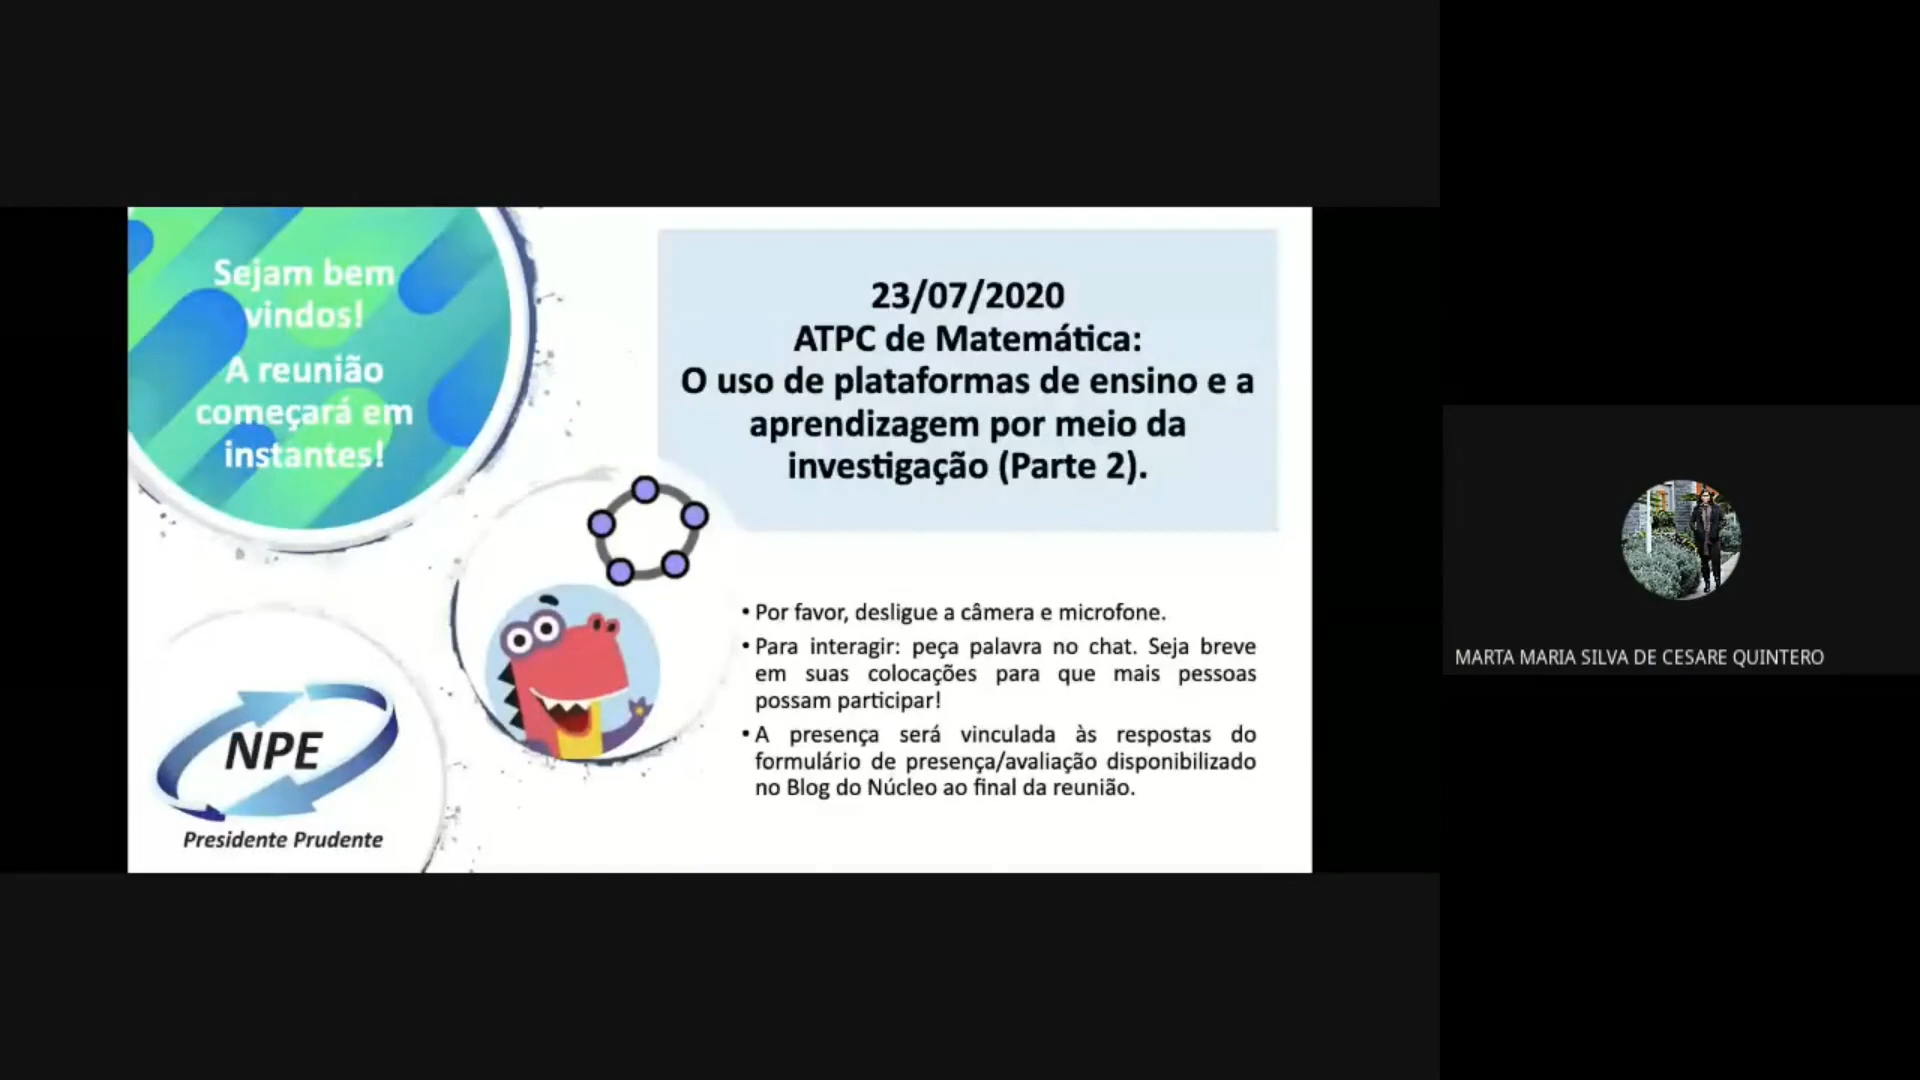 Sejam bem
vindos!
A reunião
começará em
instantes!
23/07/2020
ATPC de Matemática:
O uso de plataformas de ensino e a
aprendizagem por meio da
investigação (Parte 2).
• Por favor, desligue a câmera e microfone.
• Para interagir: peça palavra no chat. Seja breve
em suas colocações para que mais pessoas
possam participar!
• A presença será vinculada às respostas do
formulário de presença/avaliação disponibilizado
no Blog do Núcleo ao final da reunião.
NPE
Presidente Prudente
MARTA MARIA SILVA DE CESARE QUINTERO